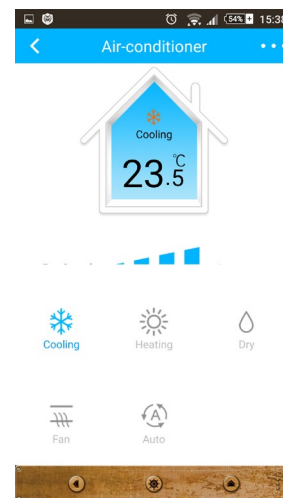 54% 15:38
Air-conditioner
Cooling
23.5 °C
Cooling Heating Dry
A
Fan Auto